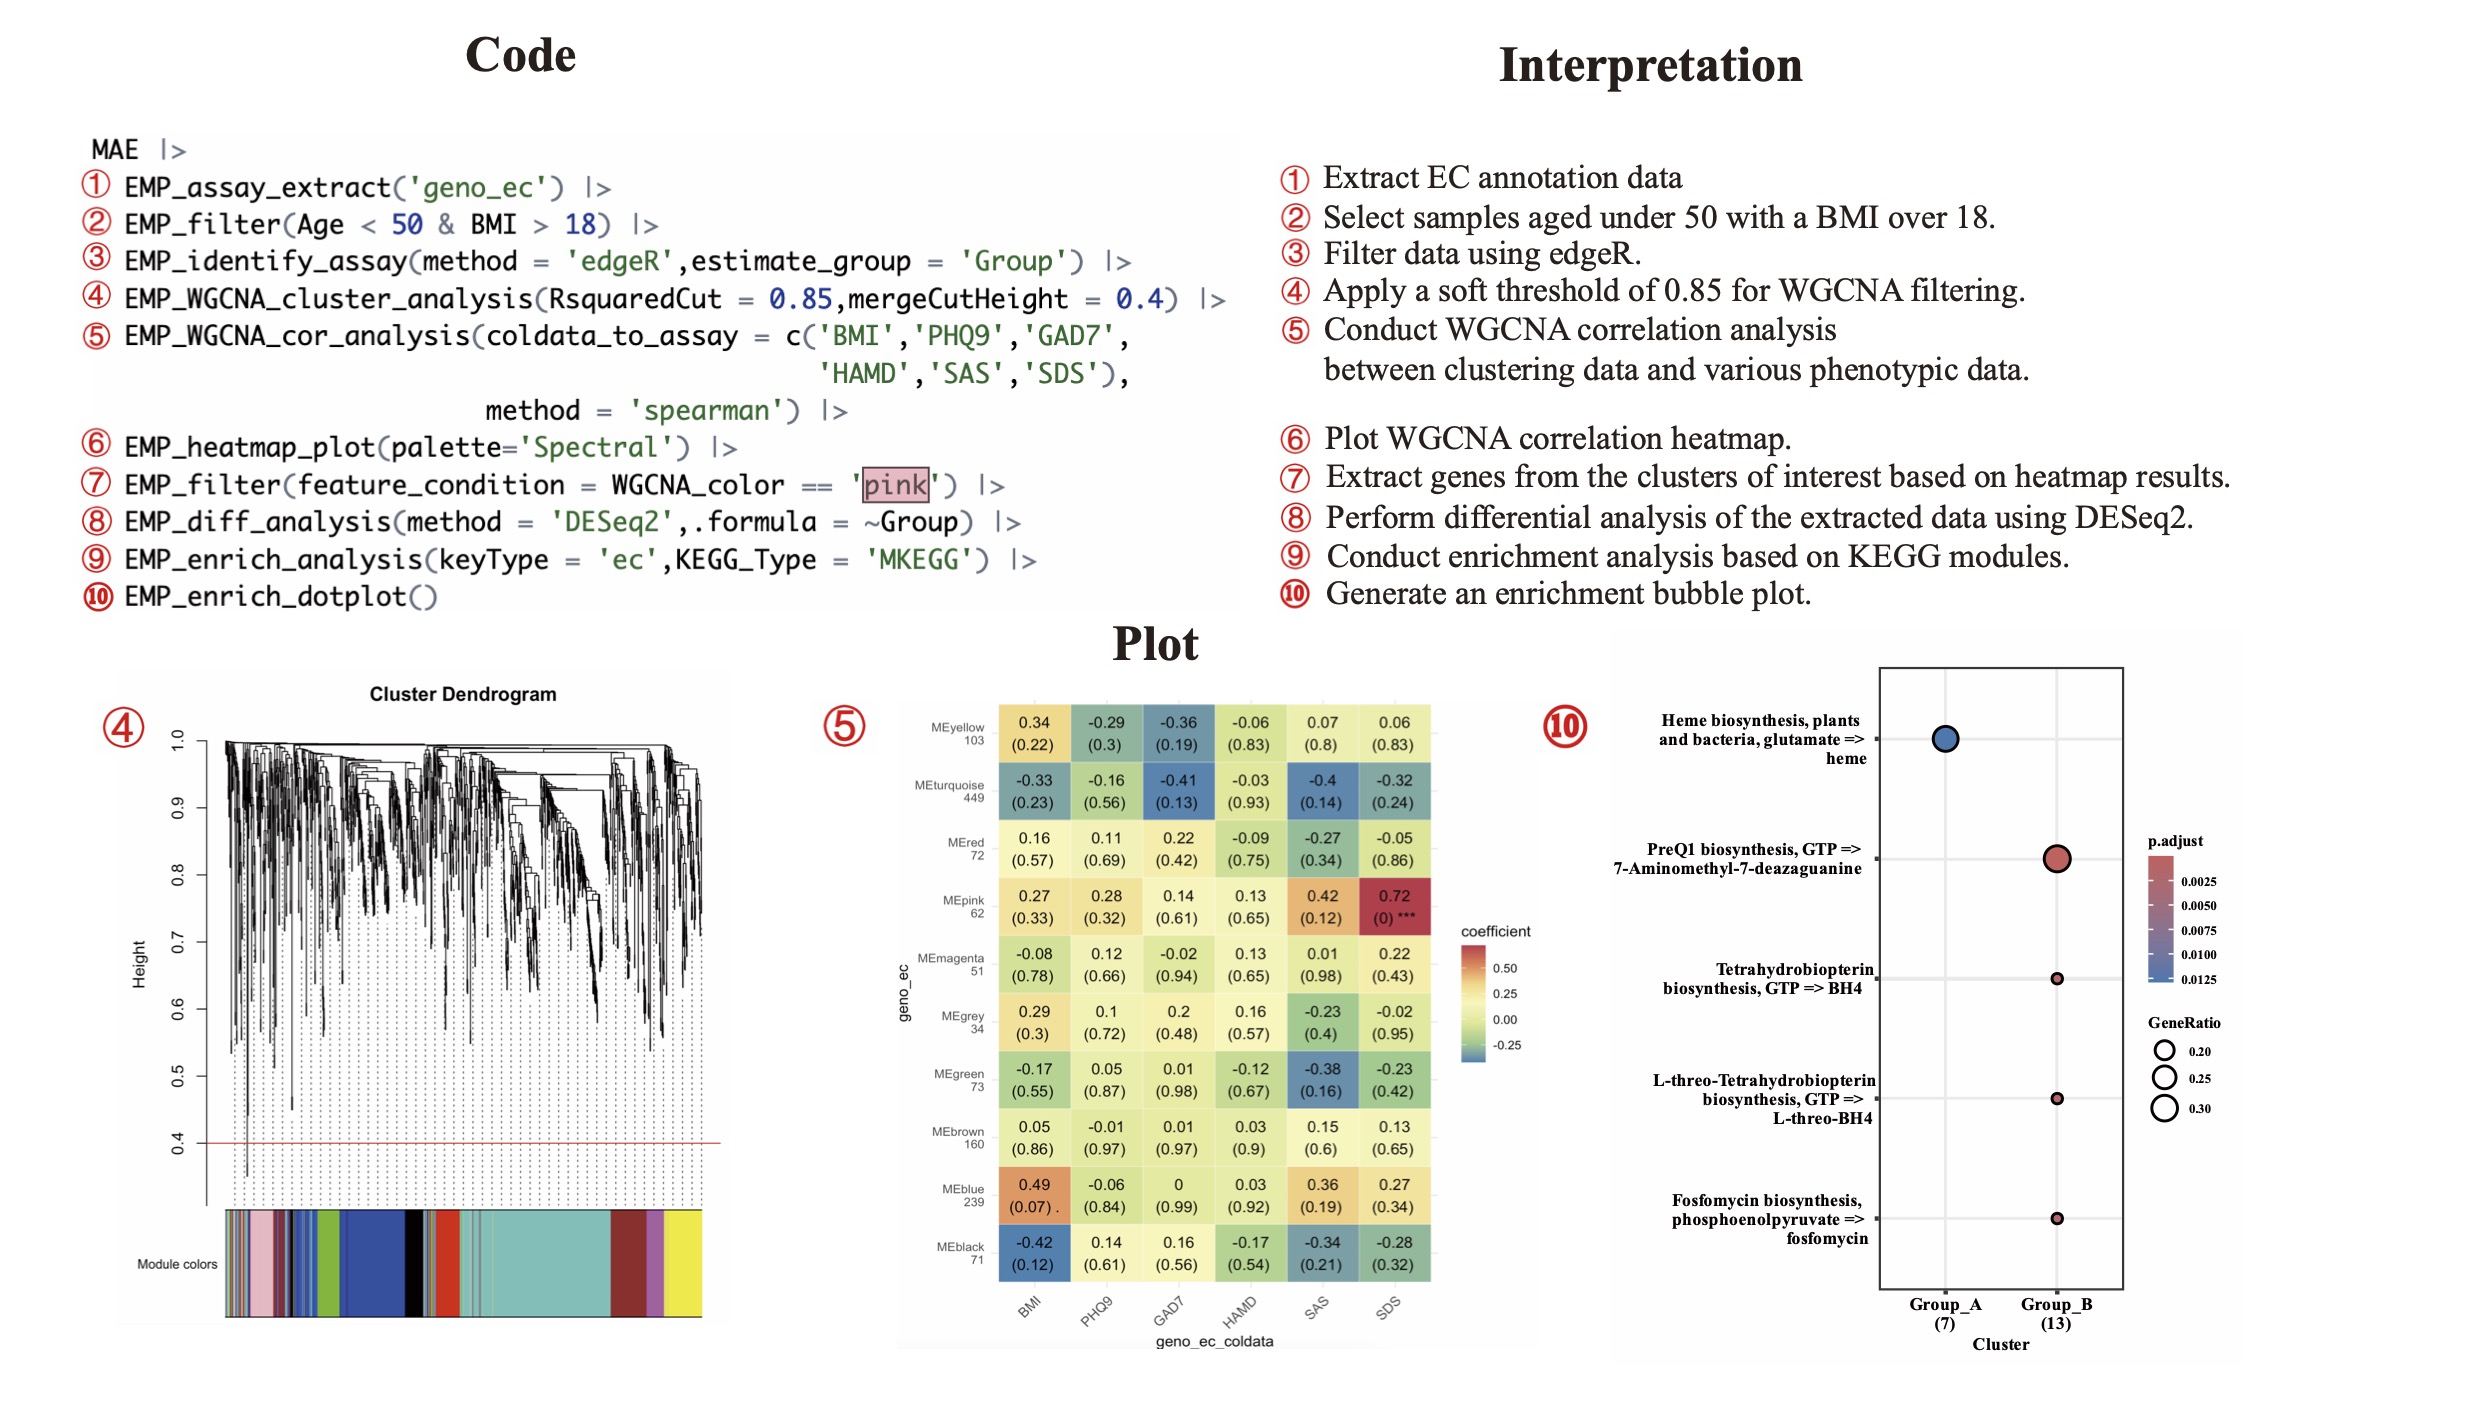 Code
MAE |>
① EMP_assay_extract('geno_ec') |>
② EMP_filter(Age < 50 & BMI > 18) |>
③ EMP_identify_assay(method = 'edgeR',estimate_group = 'Group') |>
④ EMP_WGCNA_cluster_analysis(RsquaredCut = 0.85,mergeCutHeight = 0.4) |>
⑤ EMP_WGCNA_cor_analysis(coldata_to_assay = c('BMI','PHQ9','GAD7',
'HAMD','SAS','SDS'),
method = 'spearman') |>
⑥ EMP_heatmap_plot(palette='Spectral') |>
⑦ EMP_filter(feature_condition = WGCNA_color == 'pink') |>
⑧ EMP_diff_analysis(method = 'DESeq2',.formula = ~Group) |>
⑨ EMP_enrich_analysis(keyType = 'ec',KEGG_Type = 'MKEGG') |>
⑩ EMP_enrich_dotplot()
Interpretation
① Extract EC annotation data
② Select samples aged under 50 with a BMI over 18.
③ Filter data using edgeR.
④ Apply a soft threshold of 0.85 for WGCNA filtering.
⑤ Conduct WGCNA correlation analysis
between clustering data and various phenotypic data.
⑥ Plot WGCNA correlation heatmap.
⑦ Extract genes from the clusters of interest based on heatmap results.
⑧ Perform differential analysis of the extracted data using DESeq2.
⑨ Conduct enrichment analysis based on KEGG modules.
⑩ Generate an enrichment bubble plot.
Plot
④
Cluster Dendrogram
Height
1.0
0.9
0.8
0.7
0.6
0.5
0.4
Module colors
⑤
geno_ec
MEyellow
103
0.34 -0.29 -0.36 -0.06 0.07 0.06
(0.22) (0.3) (0.19) (0.83) (0.8) (0.83)
MEturquoise
449
-0.33 -0.16 -0.41 -0.03 -0.4 -0.32
(0.23) (0.56) (0.13) (0.93) (0.14) (0.24)
MEred
72
0.16 0.11 0.22 -0.09 -0.27 -0.05
(0.57) (0.69) (0.42) (0.75) (0.34) (0.86)
MEpink
62
0.27 0.28 0.14 0.13 0.42 0.72
(0.33) (0.32) (0.61) (0.65) (0.12) (0) ***
MEmagenta
51
-0.08 0.12 -0.02 0.13 0.01 0.22
(0.78) (0.66) (0.94) (0.65) (0.98) (0.43)
MEgrey
34
0.29 0.1 0.2 0.16 -0.23 -0.02
(0.3) (0.72) (0.48) (0.57) (0.4) (0.95)
MEgreen
73
-0.17 0.05 0.01 -0.12 -0.38 -0.23
(0.55) (0.87) (0.98) (0.67) (0.16) (0.42)
MEbrown
160
0.05 -0.01 0.01 0.03 0.15 0.13
(0.86) (0.97) (0.97) (0.9) (0.6) (0.65)
MEblue
239
0.49 -0.06 0 0.03 0.36 0.27
(0.07) . (0.84) (0.99) (0.92) (0.19) (0.34)
MEblack
71
-0.42 0.14 0.16 -0.17 -0.34 -0.28
(0.12) (0.61) (0.56) (0.54) (0.21) (0.32)
BMI PHQ9 GAD7 HAMD SAS SDS
geno_ec_coldata
coefficient
0.50
0.25
0.00
-0.25
⑩
Heme biosynthesis, plants
and bacteria, glutamate =>
heme
PreQ1 biosynthesis, GTP =>
7-Aminomethyl-7-deazaguanine
Tetrahydrobiopterin
biosynthesis, GTP => BH4
L-threo-Tetrahydrobiopterin
biosynthesis, GTP =>
L-threo-BH4
Fosfomycin biosynthesis,
phosphoenolpyruvate =>
fosfomycin
Group_A Group_B
(7) (13)
Cluster
p.adjust
0.0025
0.0050
0.0075
0.0100
0.0125
GeneRatio
0.20
0.25
0.30